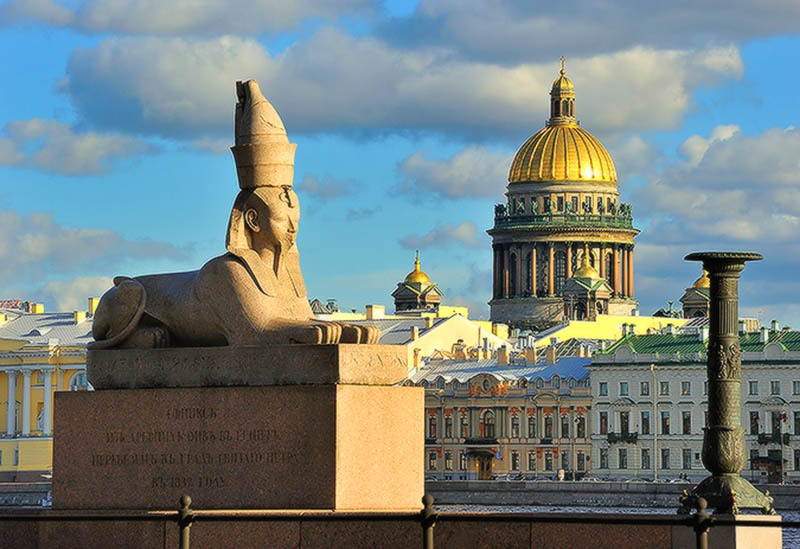 СФИНКСЪ
ИЗЪ ДРЕВНИХЪ ѲИВЪ ВЪ ЕГИПТѢ
ПЕРЕВЕЗЕНЪ ВЪ ГРАДЪ СВЯТАГО ПЕТРА
ВЪ 1832 ГОДУ